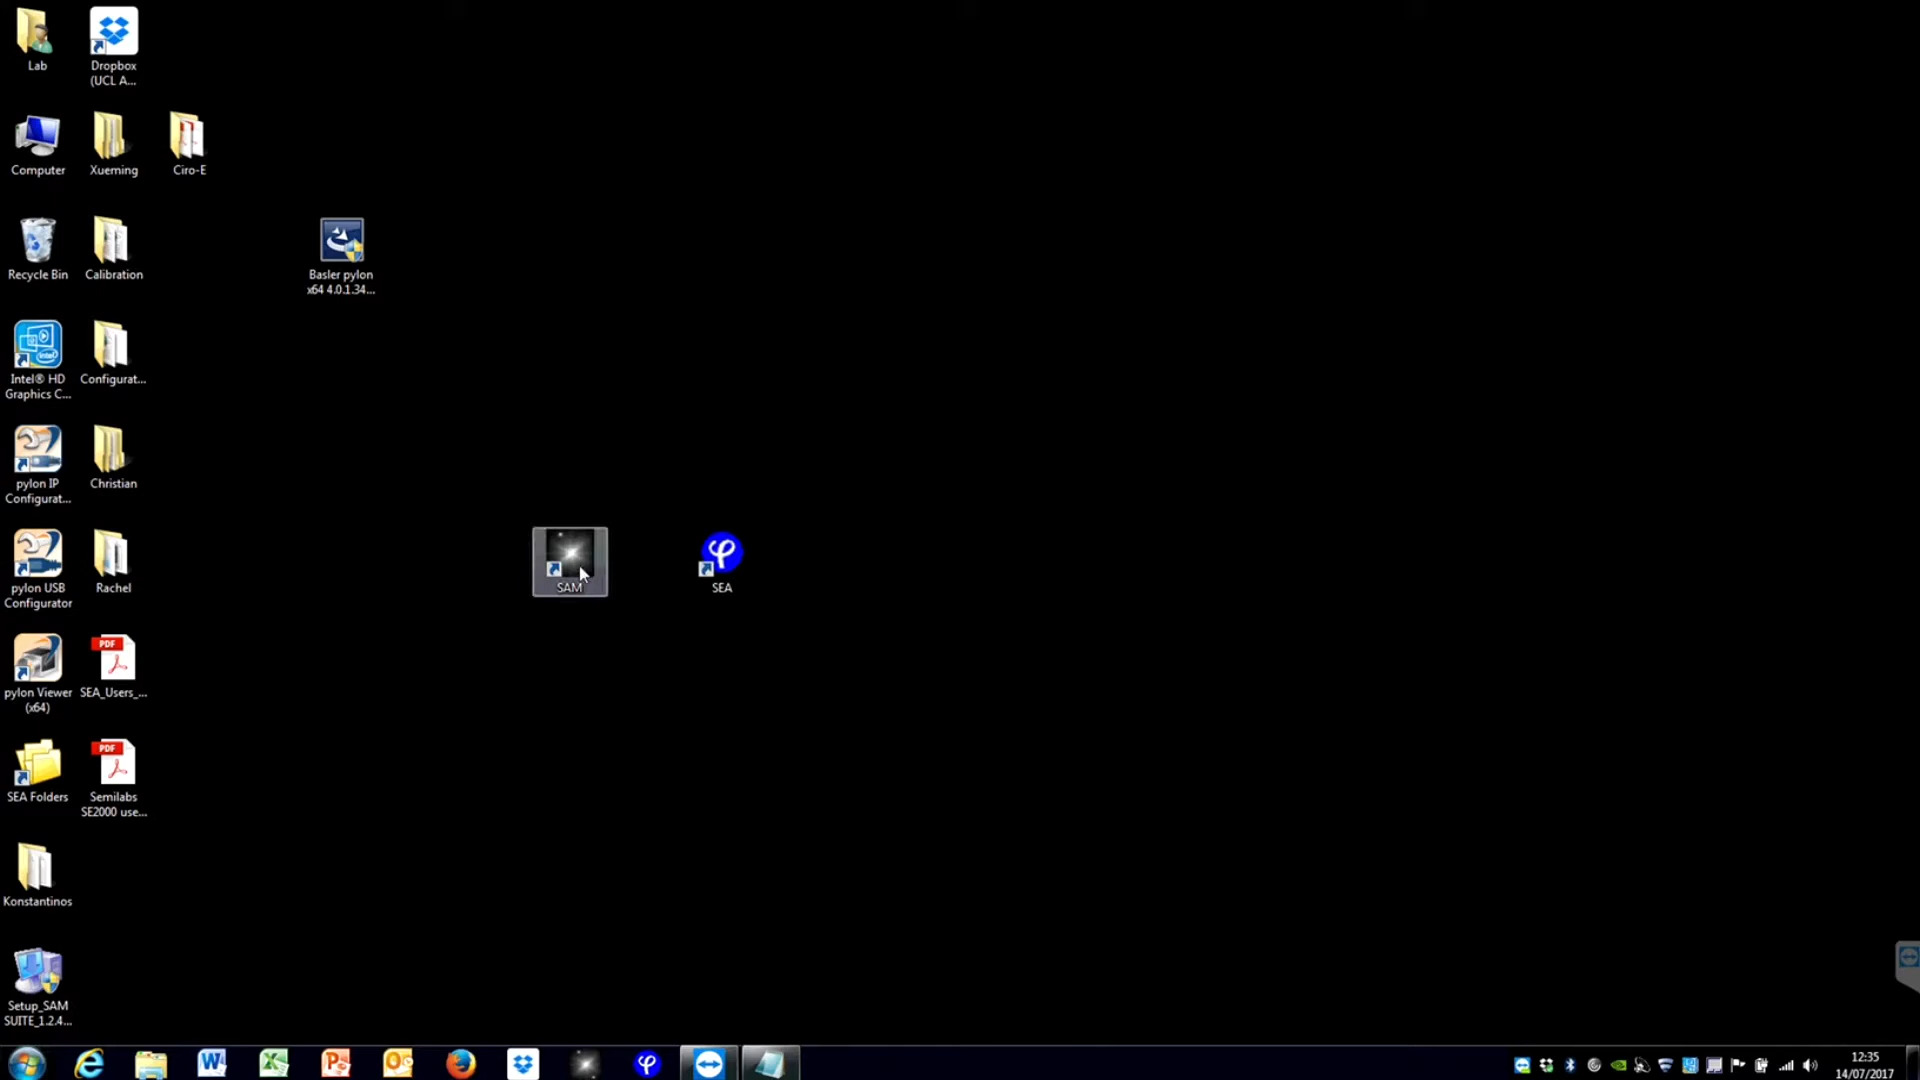 Lab
Dropbox
(UCL A...
Computer
Xueming
Ciro-E
Recycle Bin
Calibration
Basler pylon
x64 4.0.1.34...
Intel® HD
Graphics C...
Configurat...
pylon IP
Configurat...
Christian
pylon USB
Configurator
Rachel
SAM
SEA
pylon Viewer
(x64)
PDF
SEA_Users_...
SEA Folders
PDF
Semilabs
SE2000 use...
Konstantinos
Setup_SAM
SUITE_1.2.4...
12:35
14/07/2017